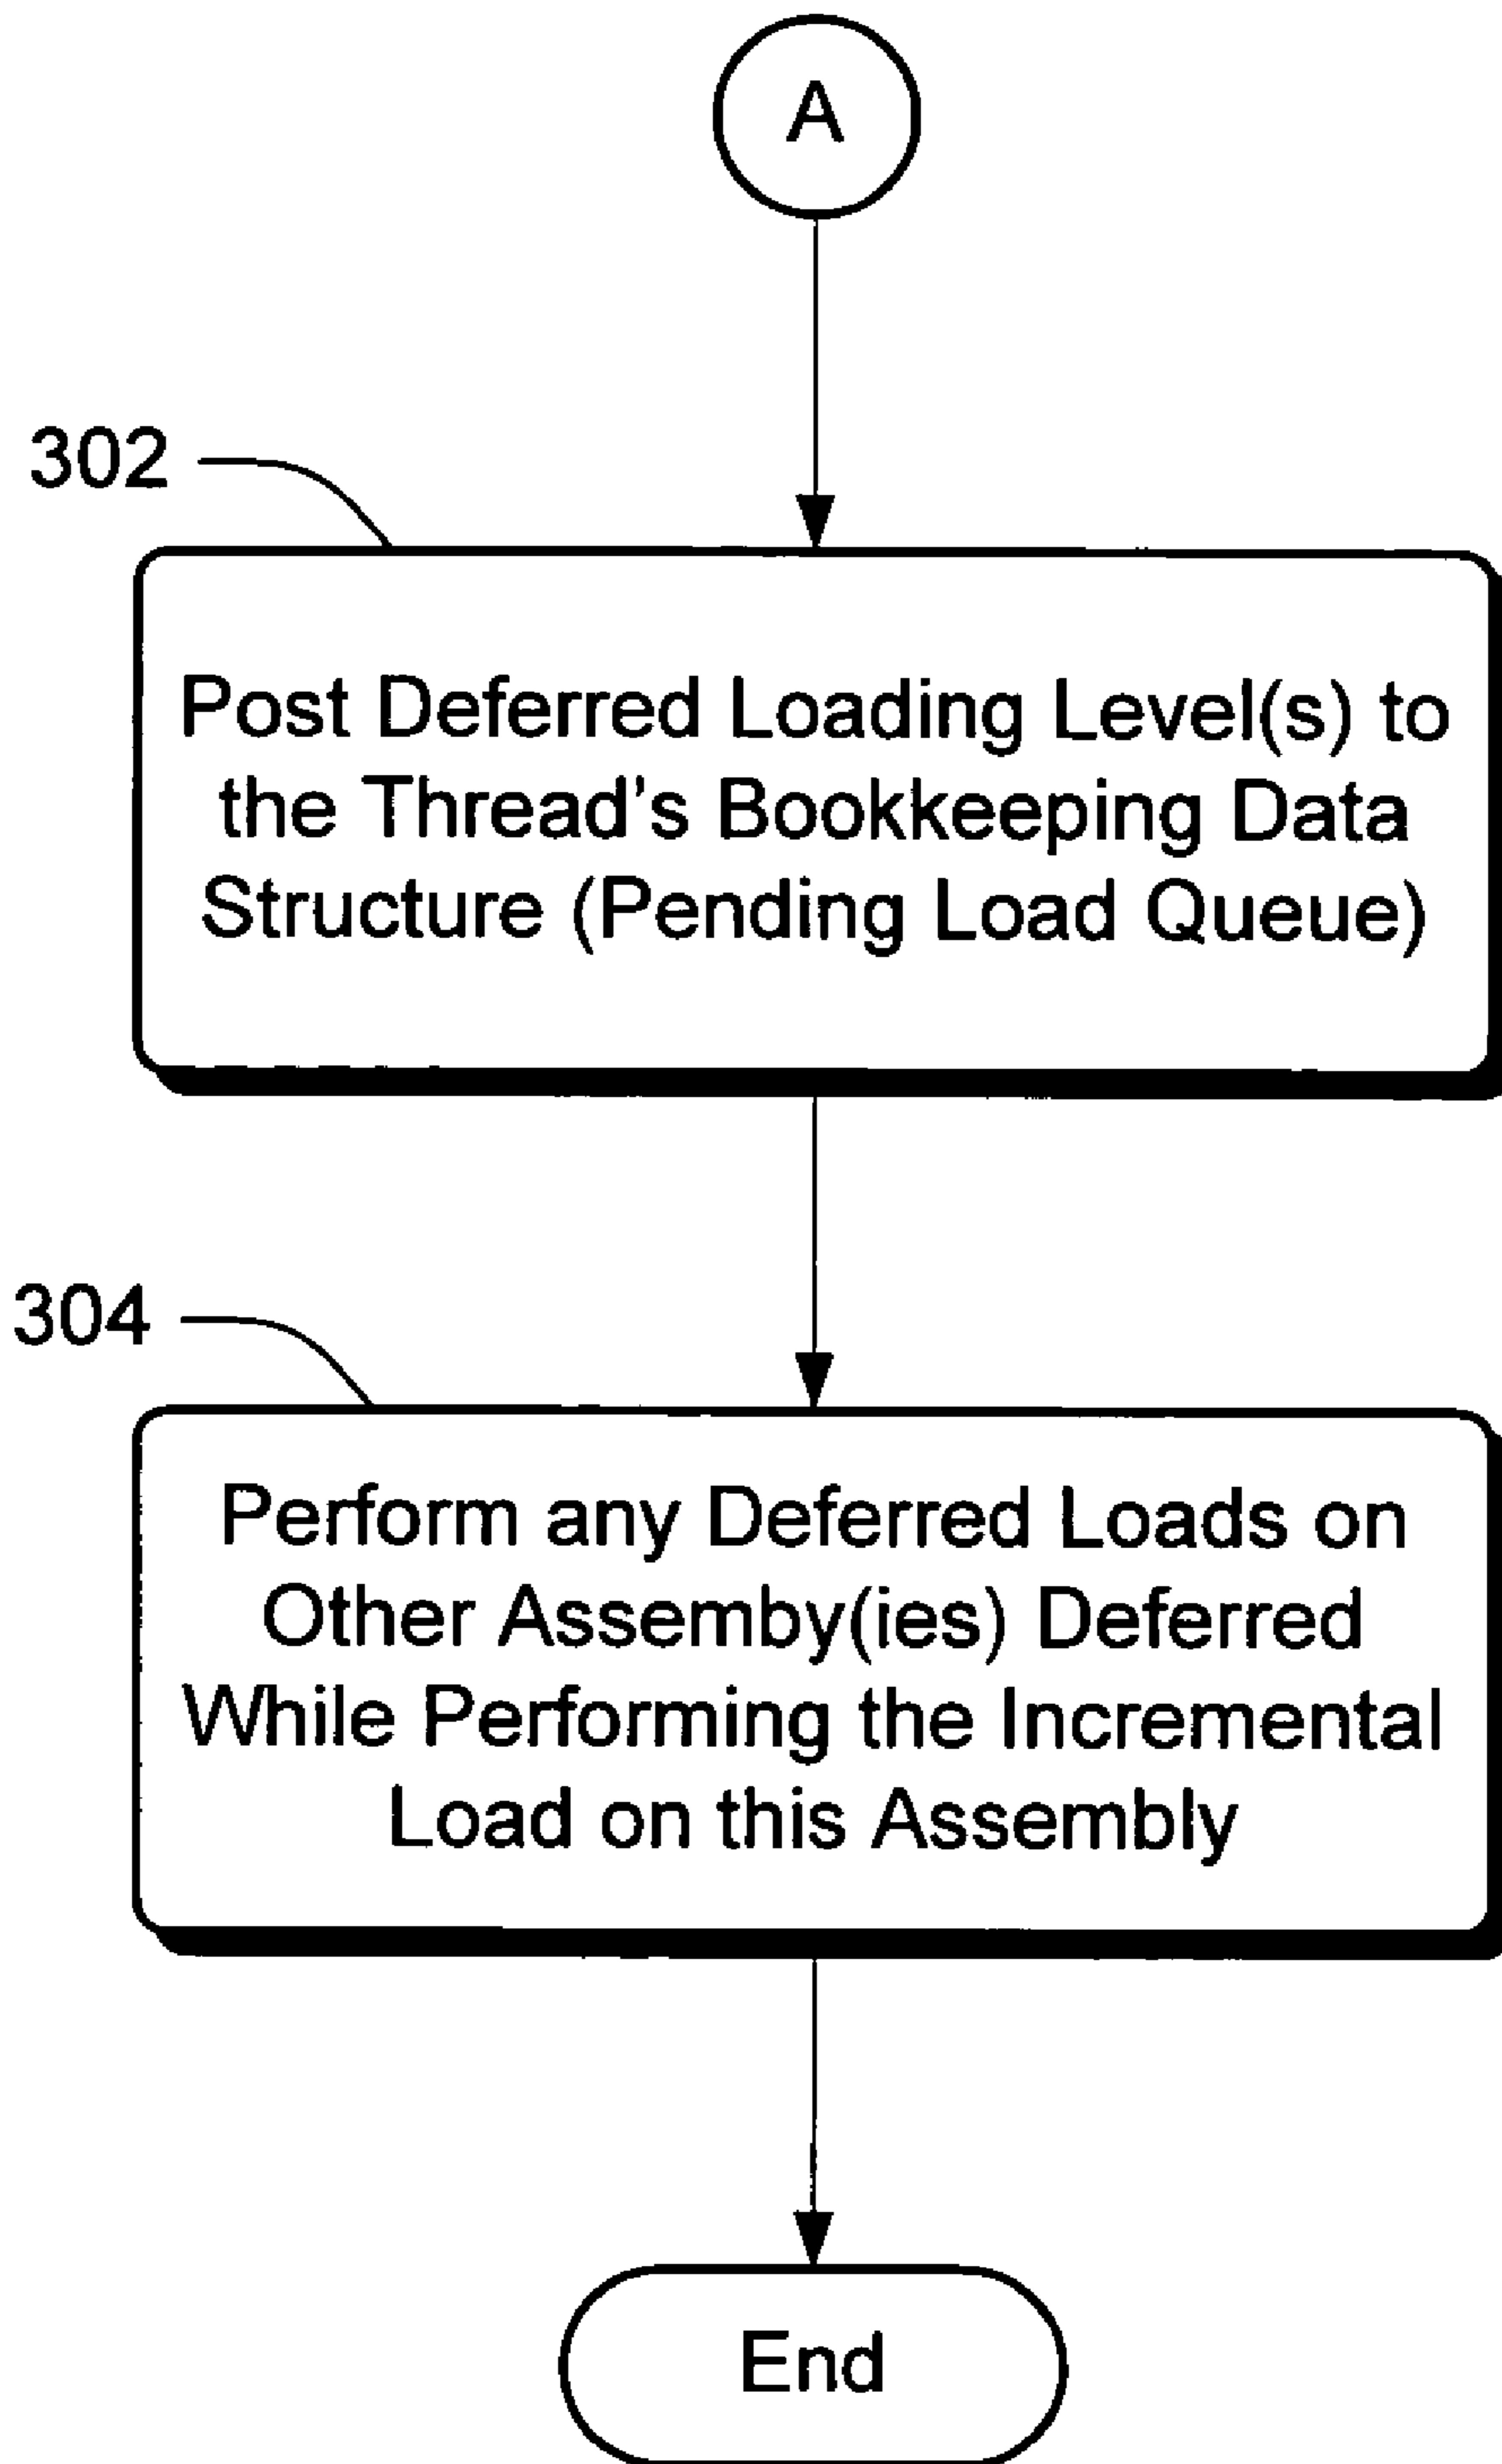 A
302
Post Deferred Loading Level(s) to
the Thread's Bookkeeping Data
Structure (Pending Load Queue)
304
Perform any Deferred Loads on
Other Assemby(ies) Deferred
While Performing the Incremental
Load on this Assembly
End